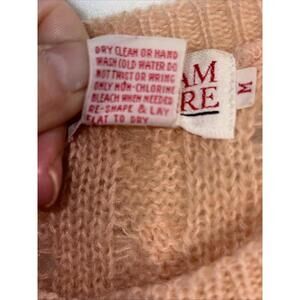 DRY CLEAN OR HAND
WASH COLD WATER DO
NOT TWIST OR WRING
ONLY NON-CHLORINE
BLEACH WHEN NEEDED
RE-SHAPE & LAY
FLAT TO DRY
AM
RE
M